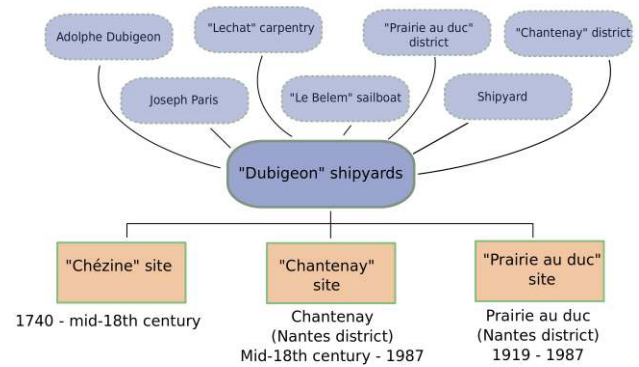 Adolphe Dubigeon
"Lechat" carpentry
"Prairie au duc"
district
"Chantenay" district
Joseph Paris
"Le Belem" sailboat
Shipyard
"Dubigeon" shipyards
"Chézine" site
1740 - mid-18th century
"Chantenay"
site
Chantenay
(Nantes district)
Mid-18th century - 1987
"Prairie au duc"
site
Prairie au duc
(Nantes district)
1919 - 1987